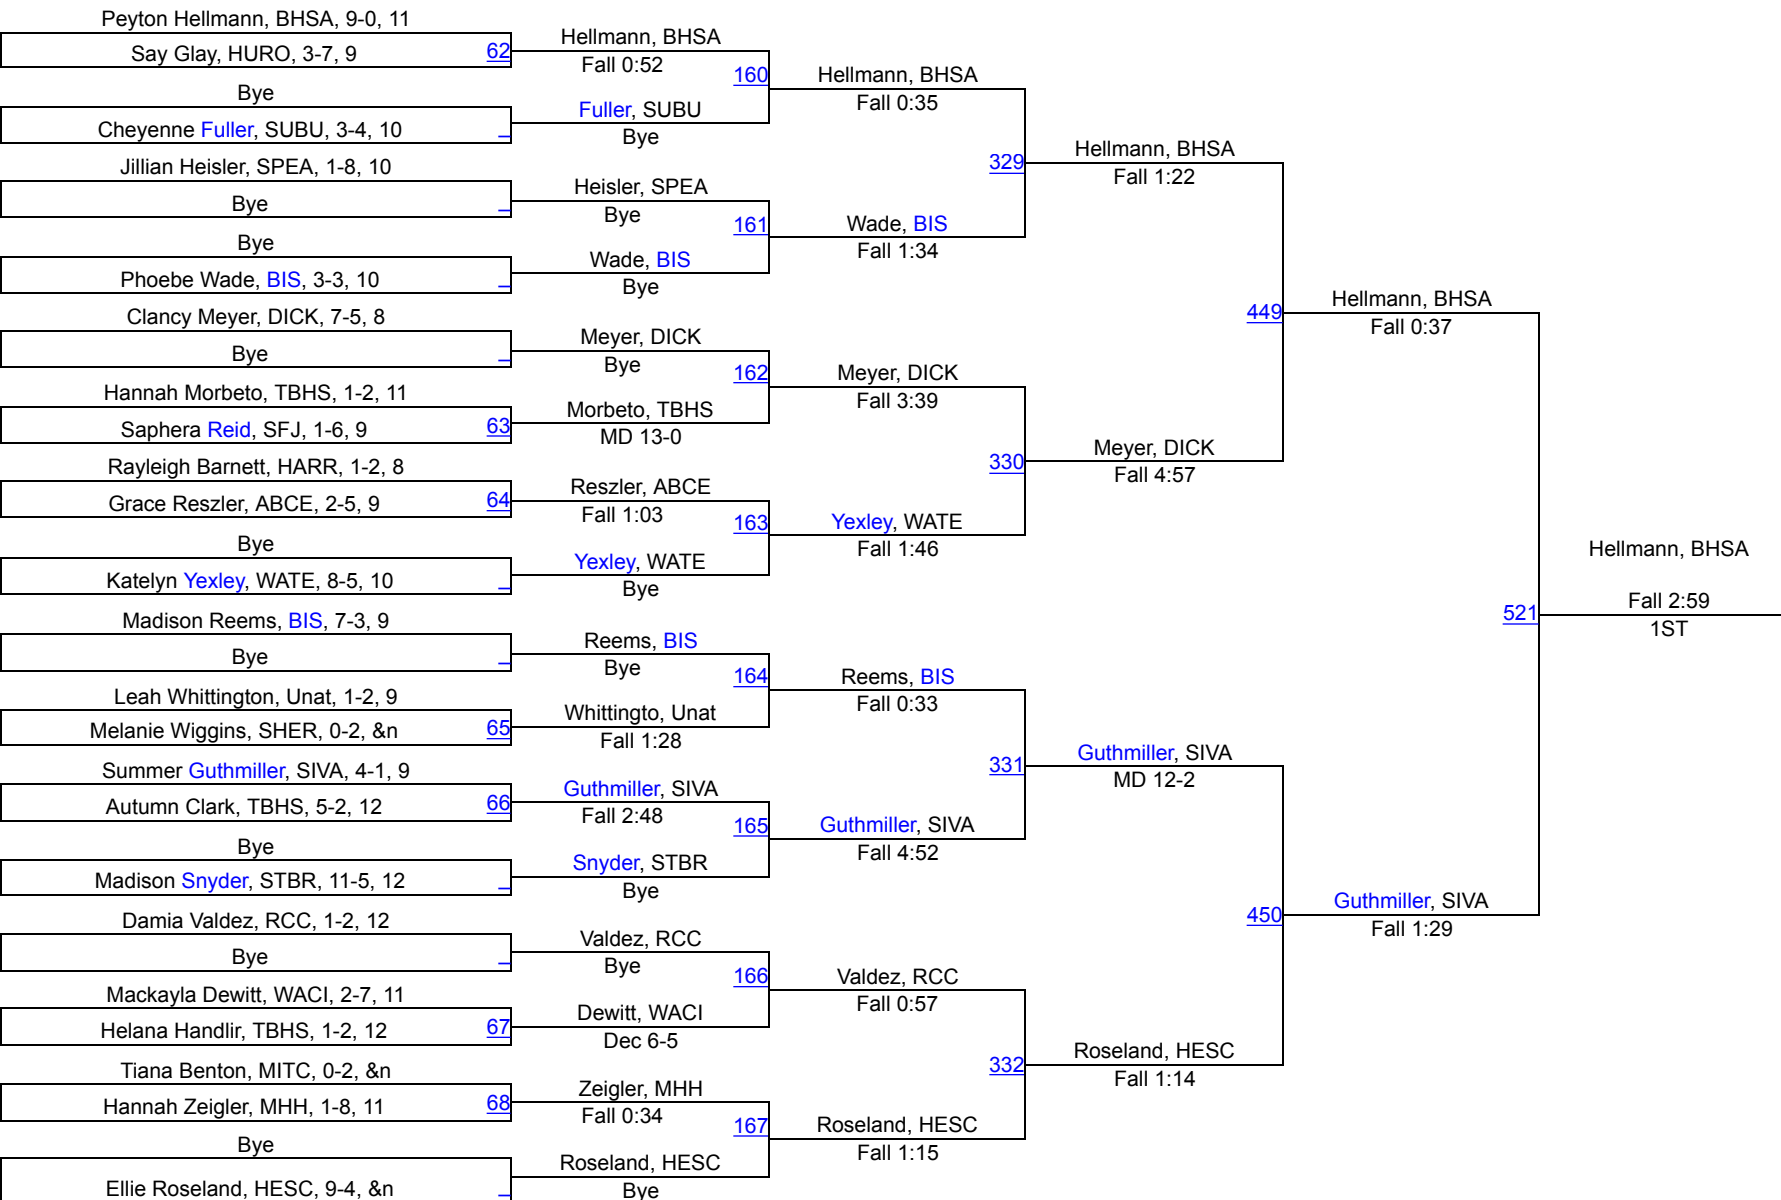 Peyton Hellmann, BHSA, 9-0, 11
Say Glay, HURO, 3-7, 9
62
Bye
Cheyenne Fuller, SUBU, 3-4, 10
Jillian Heisler, SPEA, 1-8, 10
Bye
Bye
Phoebe Wade, BIS, 3-3, 10
Clancy Meyer, DICK, 7-5, 8
Bye
Hannah Morbeto, TBHS, 1-2, 11
Saphera Reid, SFJ, 1-6, 9
63
Rayleigh Barnett, HARR, 1-2, 8
Grace Reszler, ABCE, 2-5, 9
64
Bye
Katelyn Yexley, WATE, 8-5, 10
Madison Reems, BIS, 7-3, 9
Bye
Leah Whittington, Unat, 1-2, 9
Melanie Wiggins, SHER, 0-2, &n
65
Summer Guthmiller, SIVA, 4-1, 9
Autumn Clark, TBHS, 5-2, 12
66
Bye
Madison Snyder, STBR, 11-5, 12
Damia Valdez, RCC, 1-2, 12
Bye
Mackayla Dewitt, WACI, 2-7, 11
Helana Handlir, TBHS, 1-2, 12
67
Tiana Benton, MITC, 0-2, &n
Hannah Zeigler, MHH, 1-8, 11
68
Bye
Ellie Roseland, HESC, 9-4, &n
Hellmann, BHSA
Fall 0:52
160
Fuller, SUBU
Bye
Heisler, SPEA
Bye
161
Wade, BIS
Bye
Meyer, DICK
Bye
162
Morbeto, TBHS
MD 13-0
Reszler, ABCE
Fall 1:03
163
Yexley, WATE
Bye
Reems, BIS
Bye
164
Whittingto, Unat
Fall 1:28
Guthmiller, SIVA
Fall 2:48
165
Snyder, STBR
Bye
Valdez, RCC
Bye
166
Dewitt, WACI
Dec 6-5
Zeigler, MHH
Fall 0:34
167
Roseland, HESC
Bye
Hellmann, BHSA
Fall 0:35
329
Wade, BIS
Fall 1:34
Meyer, DICK
Fall 3:39
330
Yexley, WATE
Fall 1:46
Reems, BIS
Fall 0:33
331
Guthmiller, SIVA
Fall 4:52
Valdez, RCC
Fall 0:57
332
Roseland, HESC
Fall 1:15
Hellmann, BHSA
Fall 1:22
449
Meyer, DICK
Fall 4:57
Guthmiller, SIVA
MD 12-2
450
Roseland, HESC
Fall 1:14
Hellmann, BHSA
Fall 0:37
521
Guthmiller, SIVA
Fall 1:29
Hellmann, BHSA
Fall 2:59
1ST